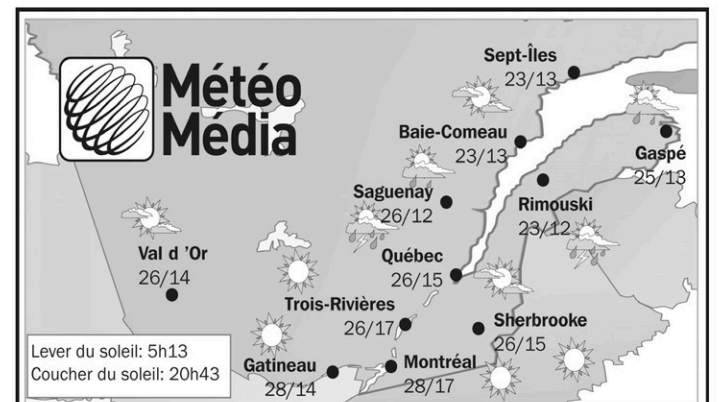 Météo
Média
Sept-Îles
23/13
Baie-Comeau
23/13
Gaspé
25/13
Saguenay
26/12
Rimouski
23/12
Val d 'Or
26/14
Québec
26/15
Trois-Rivières
26/17
Sherbrooke
26/15
Lever du soleil: 5h13
Coucher du soleil: 20h43
Gatineau
28/14
Montréal
28/17